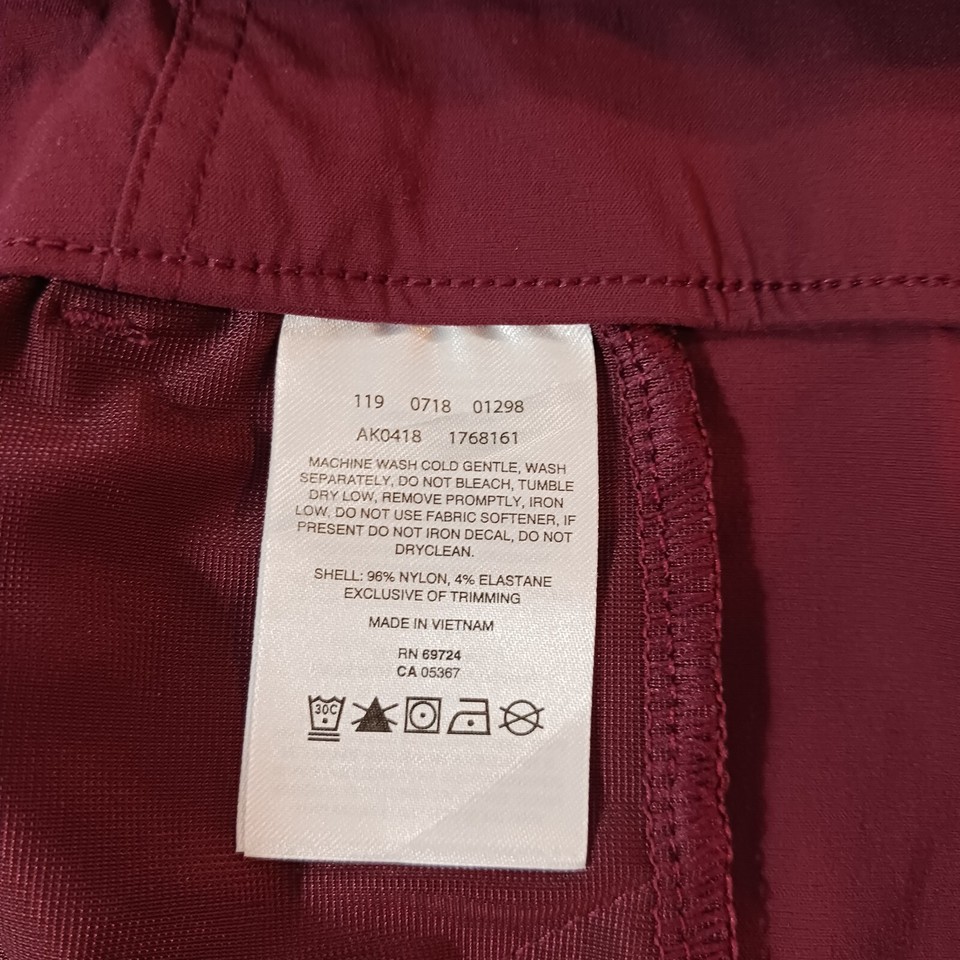 119 0718 01298
AK0418 1768161
MACHINE WASH COLD GENTLE, WASH
SEPARATELY, DO NOT BLEACH, TUMBLE
DRY LOW, REMOVE PROMPTLY, IRON
LOW, DO NOT USE FABRIC SOFTENER, IF
PRESENT DO NOT IRON DECAL, DO NOT
DRYCLEAN.
SHELL: 96% NYLON, 4% ELASTANE
EXCLUSIVE OF TRIMMING
MADE IN VIETNAM
RN 69724
CA 05367
30C